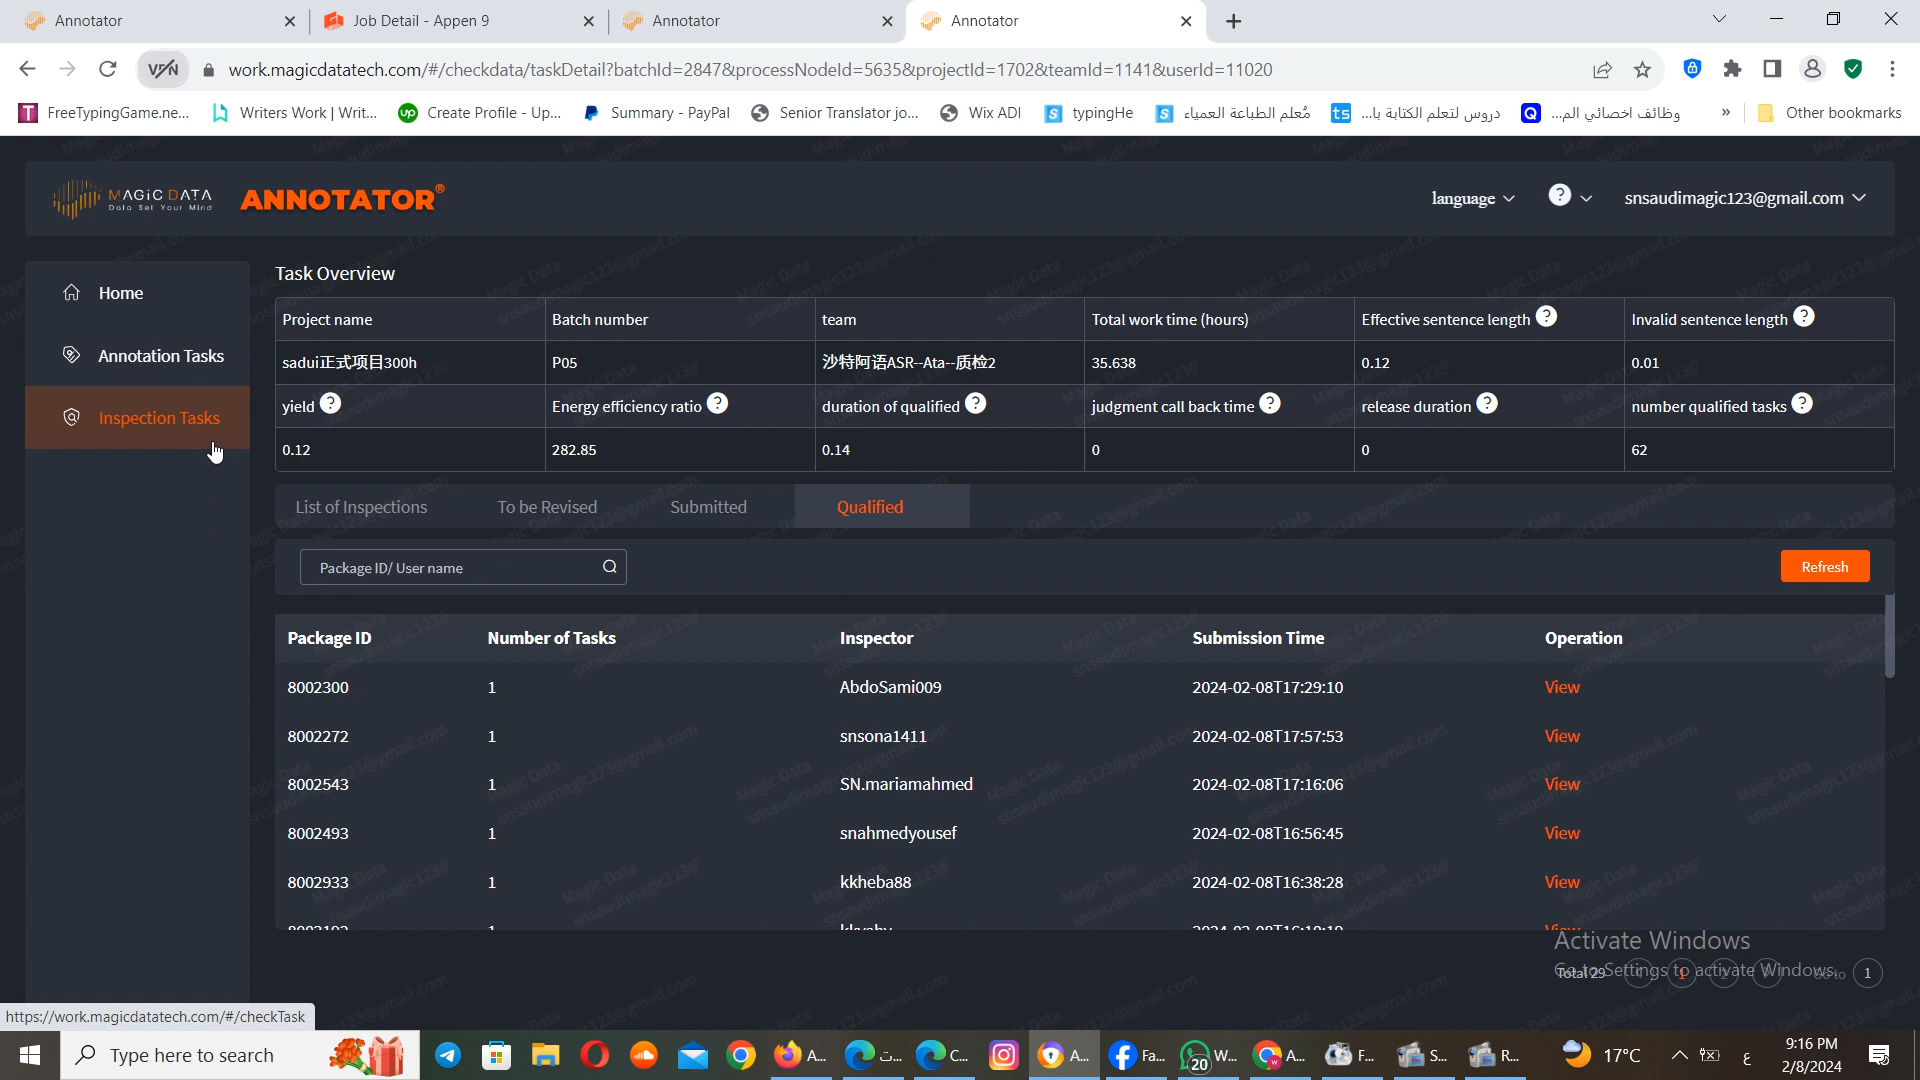 Annotator
Job Detail - Appen 9
Annotator
Annotator
VPN
work.magicdatatech.com/#/checkdata/taskDetail?batchId=2847&processNodeId=5635&projectId=1702&teamId=1141&userId=11020
FreeTypingGame.ne...
Writers Work | Writ...
Create Profile - Up...
Summary - PayPal
Senior Translator jo...
Wix ADI
typingHe
مُعلم الطباعة العمياء
دروس لتعلم الكتابة با...
وظائف اخصائي الم...
»
Other bookmarks
MAGIC DATA
Data Set Your Mind
ANNOTATOR®
language
snsaudimagic123@gmail.com
Home
Annotation Tasks
Inspection Tasks
Task Overview
Project name Batch number team Total work time (hours) Effective sentence length Invalid sentence length
sadui正式项目300h P05 沙特阿语ASR--Ata--质检2 35.638 0.12 0.01
yield Energy efficiency ratio duration of qualified judgment call back time release duration number qualified tasks
0.12 282.85 0.14 0 0 62
List of Inspections To be Revised Submitted Qualified
Package ID/ User name
Refresh
Package ID Number of Tasks Inspector Submission Time Operation
8002300 1 AbdoSami009 2024-02-08T17:29:10 View
8002272 1 snsona1411 2024-02-08T17:57:53 View
8002543 1 SN.mariamahmed 2024-02-08T17:16:06 View
8002493 1 snahmedyousef 2024-02-08T16:56:45 View
8002933 1 kkheba88 2024-02-08T16:38:28 View
Activate Windows
Go to Settings to activate Windows.
Total 29
1
2
1
https://work.magicdatatech.com/#/checkTask
Type here to search
A...
ت...
C...
A...
Fa...
W...
20
A...
F...
S...
R...
17°C
ع
9:16 PM
2/8/2024